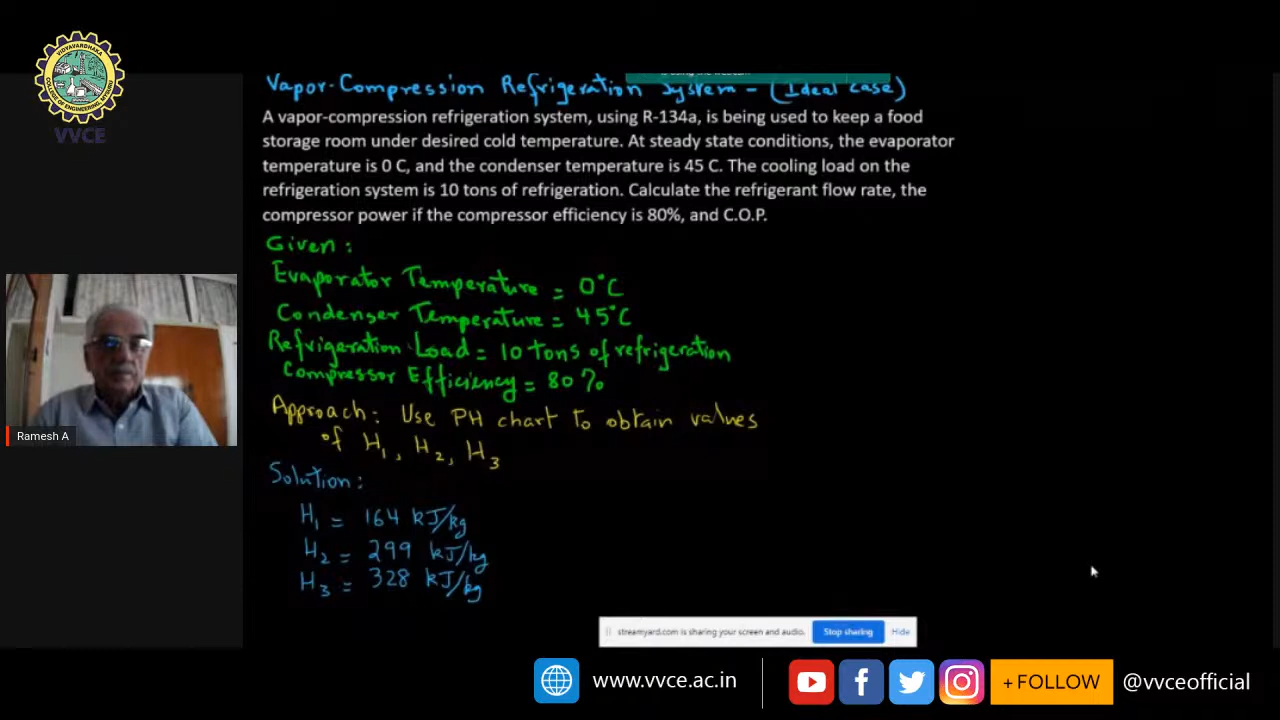 VIDYAVARDHAKA
COLLEGE OF ENGINEERING, MYSURU
VVCE
Vapor-Compression Refrigeration System - (Ideal case)
A vapor-compression refrigeration system, using R-134a, is being used to keep a food
storage room under desired cold temperature. At steady state conditions, the evaporator
temperature is 0 C, and the condenser temperature is 45 C. The cooling load on the
refrigeration system is 10 tons of refrigeration. Calculate the refrigerant flow rate, the
compressor power if the compressor efficiency is 80%, and C.O.P.
Given:
Evaporator Temperature = 0°C
Condenser Temperature = 45°C
Refrigeration Load = 10 tons of refrigeration
Compressor Efficiency = 80%
Approach: Use PH chart to obtain values
of H1, H2, H3
Solution:
H1 = 164 kJ/kg
H2 = 299 kJ/kg
H3 = 328 kJ/kg
Ramesh A
streamyard.com is sharing your screen and audio. Stop sharing Hide
www.vvce.ac.in + FOLLOW @vvceofficial